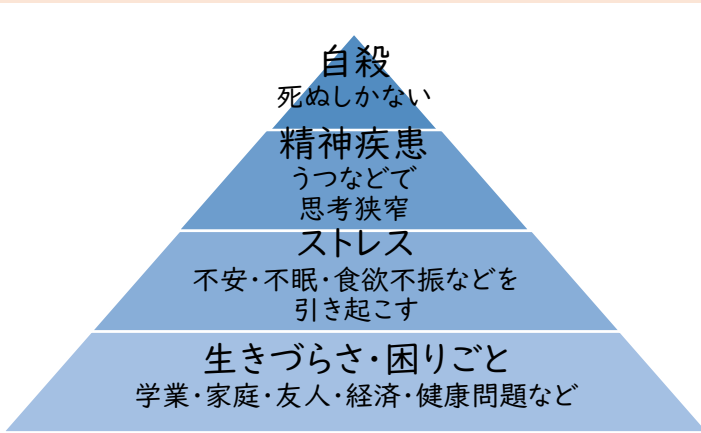 自殺
死ぬしかない
精神疾患
うつなどで
思考狭窄
ストレス
不安・不眠・食欲不振などを
引き起こす
生きづらさ・困りごと
学業・家庭・友人・経済・健康問題など